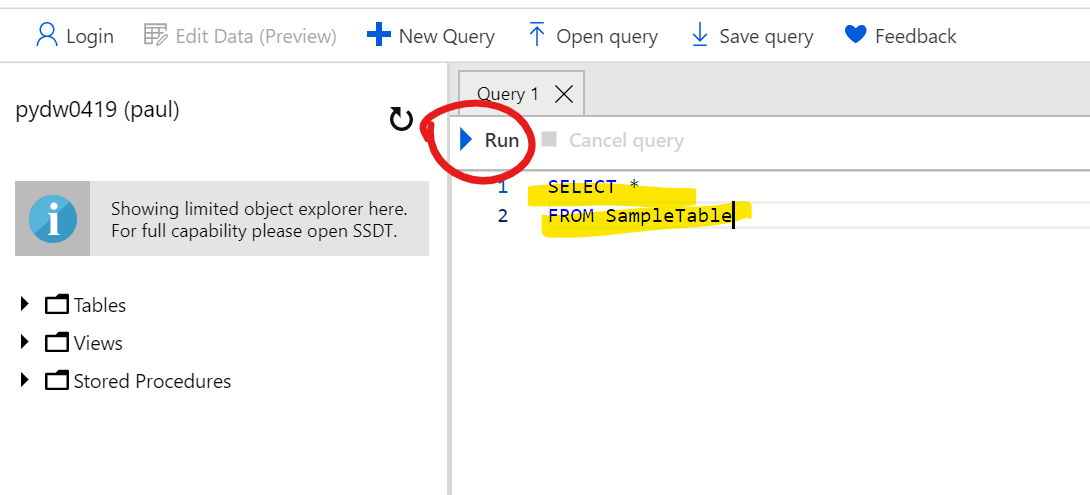 Login Edit Data (Preview) New Query Open query Save query Feedback
pydw0419 (paul)
Showing limited object explorer here.
For full capability please open SSDT.
Tables
Views
Stored Procedures
Query 1
Run Cancel query
1 SELECT *
2 FROM SampleTable